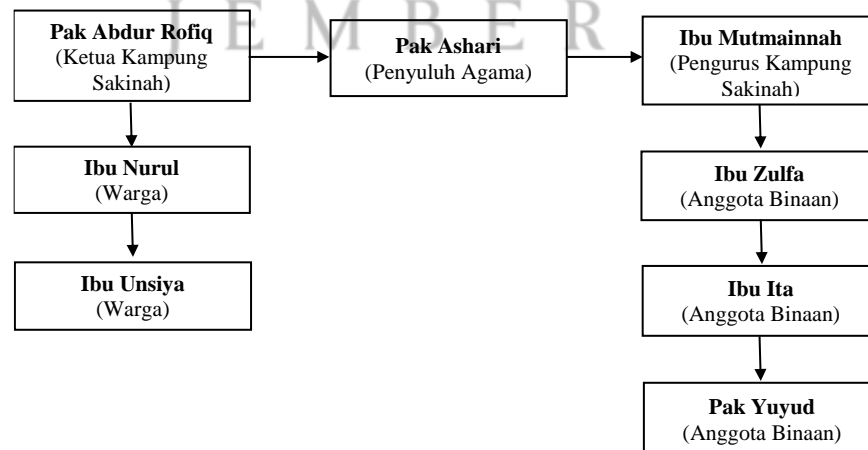 JEMBER
Pak Abdur Rofiq
(Ketua Kampung
Sakinah)
Pak Ashari
(Penyuluh Agama)
Ibu Mutmainnah
(Pengurus Kampung
Sakinah)
Ibu Nurul
(Warga)
Ibu Zulfa
(Anggota Binaan)
Ibu Unsiya
(Warga)
Ibu Ita
(Anggota Binaan)
Pak Yuyud
(Anggota Binaan)